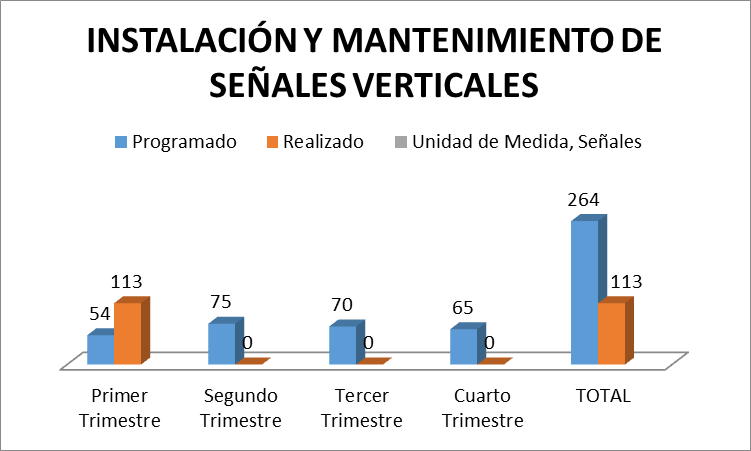 INSTALACIÓN Y MANTENIMIENTO DE
SEÑALES VERTICALES
Programado Realizado Unidad de Medida, Señales
54 113 75 0 70 0 65 0 264 113
Primer Segundo Tercer Cuarto TOTAL
Trimestre Trimestre Trimestre Trimestre